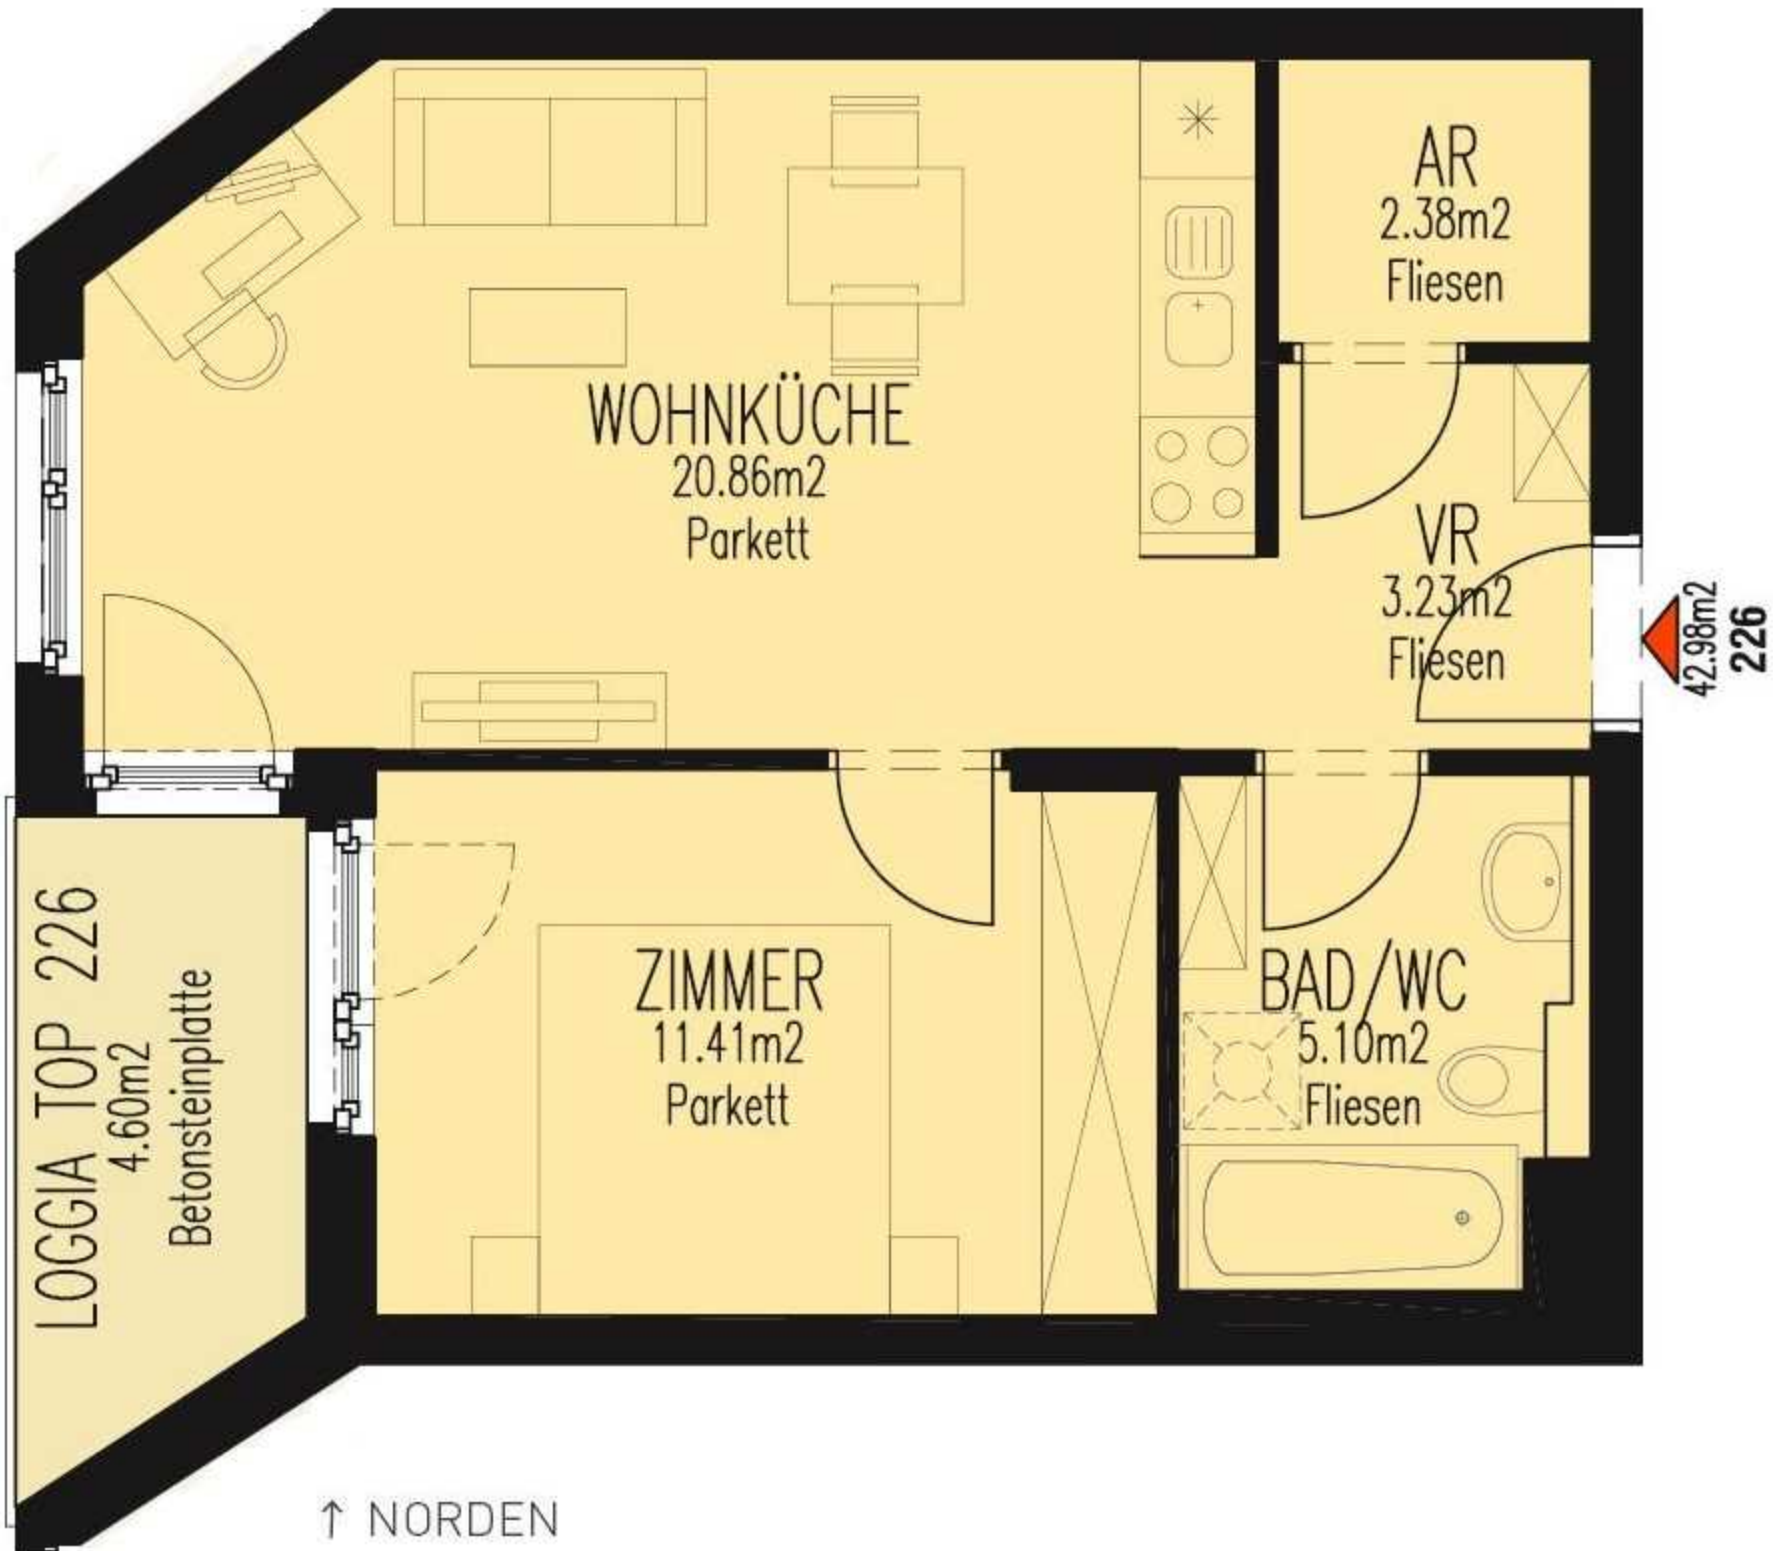 WOHNKÜCHE
20.86m2
Parkett
AR
2.38m2
Fliesen
VR
3.23m2
Fliesen
42.98m2
226
LOGGIA TOP 226
4.60m2
Betonsteinplatte
ZIMMER
11.41m2
Parkett
BAD/WC
5.10m2
Fliesen
↑ NORDEN